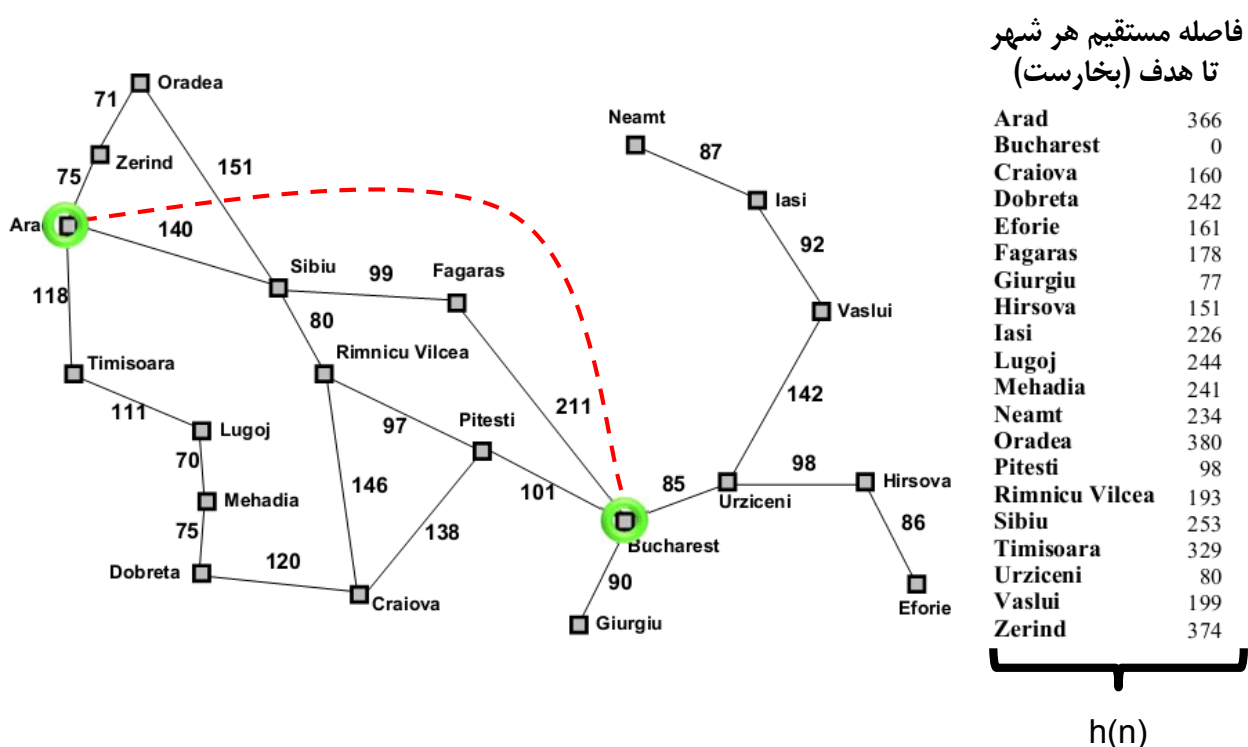 فاصله مستقیم هر شهر
تا هدف (بخارست)
Oradea
71
Neamt
87
Zerind
151
75
Iasi
Ara
140
92
Sibiu
99
Fagaras
118
80
Vaslui
Rimnicu Vilcea
Timisoara
142
211
111
Pitesti
Lugoj
97
70
98
85
Hirsova
146
101
Urziceni
Mehadia
86
75
138
Bucharest
120
Dobreta
90
Craiova
Eforie
Giurgiu
Arad 366
Bucharest 0
Craiova 160
Dobreta 242
Eforie 161
Fagaras 178
Giurgiu 77
Hirsova 151
Iasi 226
Lugoj 244
Mehadia 241
Neamt 234
Oradea 380
Pitesti 98
Rimnicu Vilcea 193
Sibiu 253
Timisoara 329
Urziceni 80
Vaslui 199
Zerind 374
h(n)